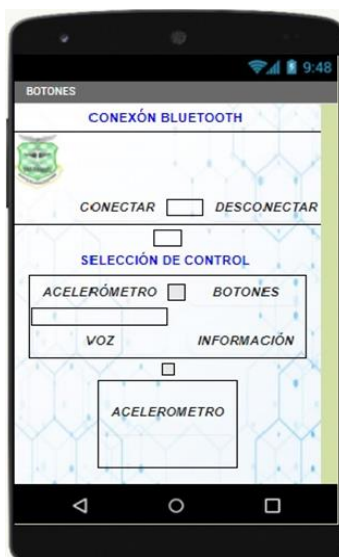 9:48
BOTONES
CONEXÓN BLUETOOTH
CONECTAR DESCONECTAR
SELECCIÓN DE CONTROL
ACELERÓMETRO BOTONES
VOZ INFORMACIÓN
ACELEROMETRO